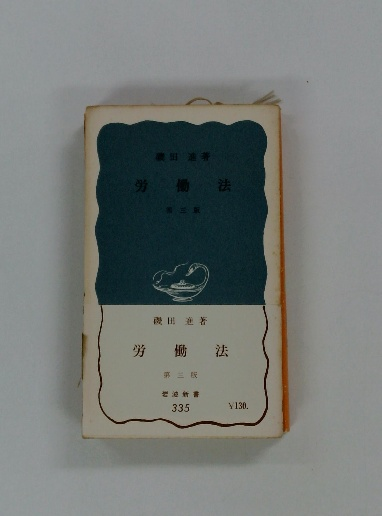 磯田進著
労働法
第三版
磯田進著
労働法
第三版
岩波新書
335
¥130.